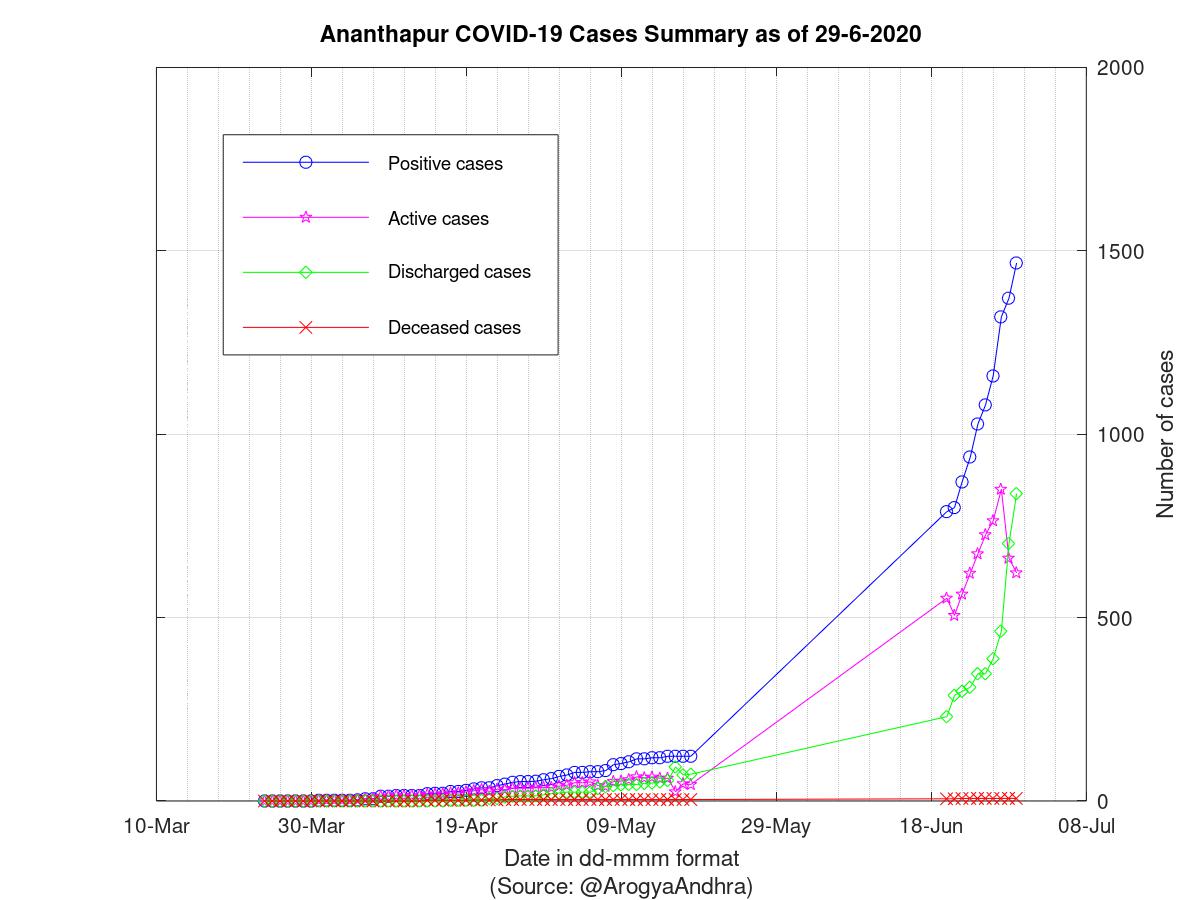 Ananthapur COVID-19 Cases Summary as of 29-6-2020
2000
1500
1000
500
0
Number of cases
Positive cases
Active cases
Discharged cases
Deceased cases
10-Mar 30-Mar 19-Apr 09-May 29-May 18-Jun 08-Jul
Date in dd-mmm format
(Source: @ArogyaAndhra)